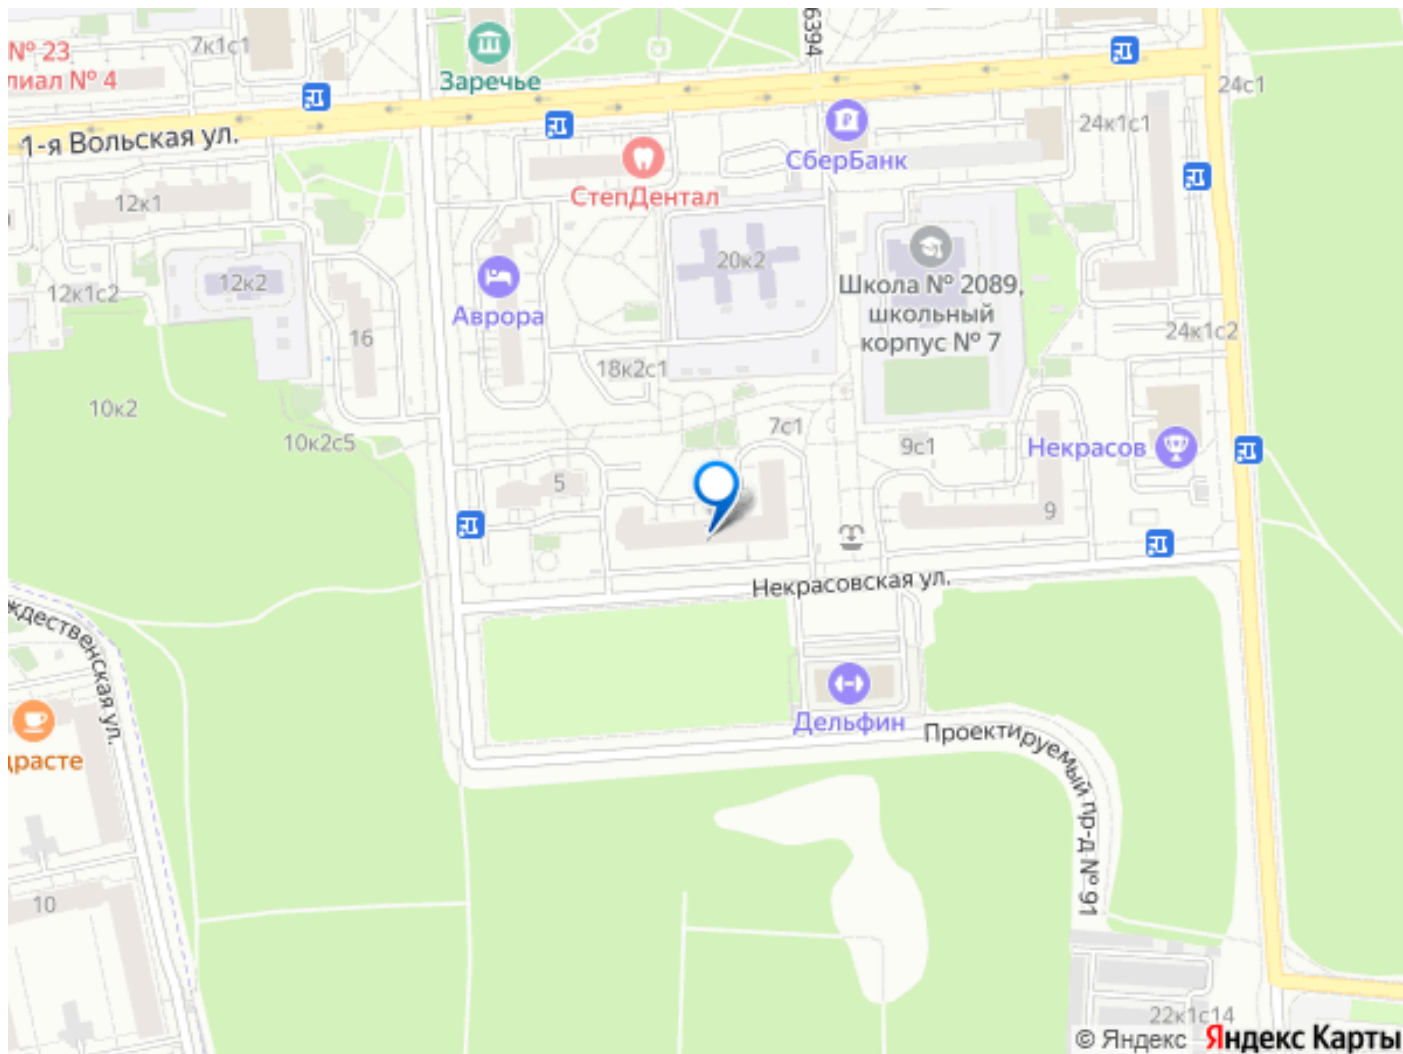 № 23
лиал № 4
7к1с1
Заречье
6394
24с1
1-я Вольская ул.
СберБанк
24к1с1
СтепДентал
12к1
12к2
12к1с2
Аврора
20к2
Школа № 2089,
школьный
корпус № 7
24к1с2
16
18к2с1
10к2
10к2с5
7с1
9с1
Некрасов
5
9
Некрасовская ул.
ждественская ул.
драсте
Дельфин
Проектируемый пр-д № 91
10
22к1с14
© Яндекс Яндекс Карты